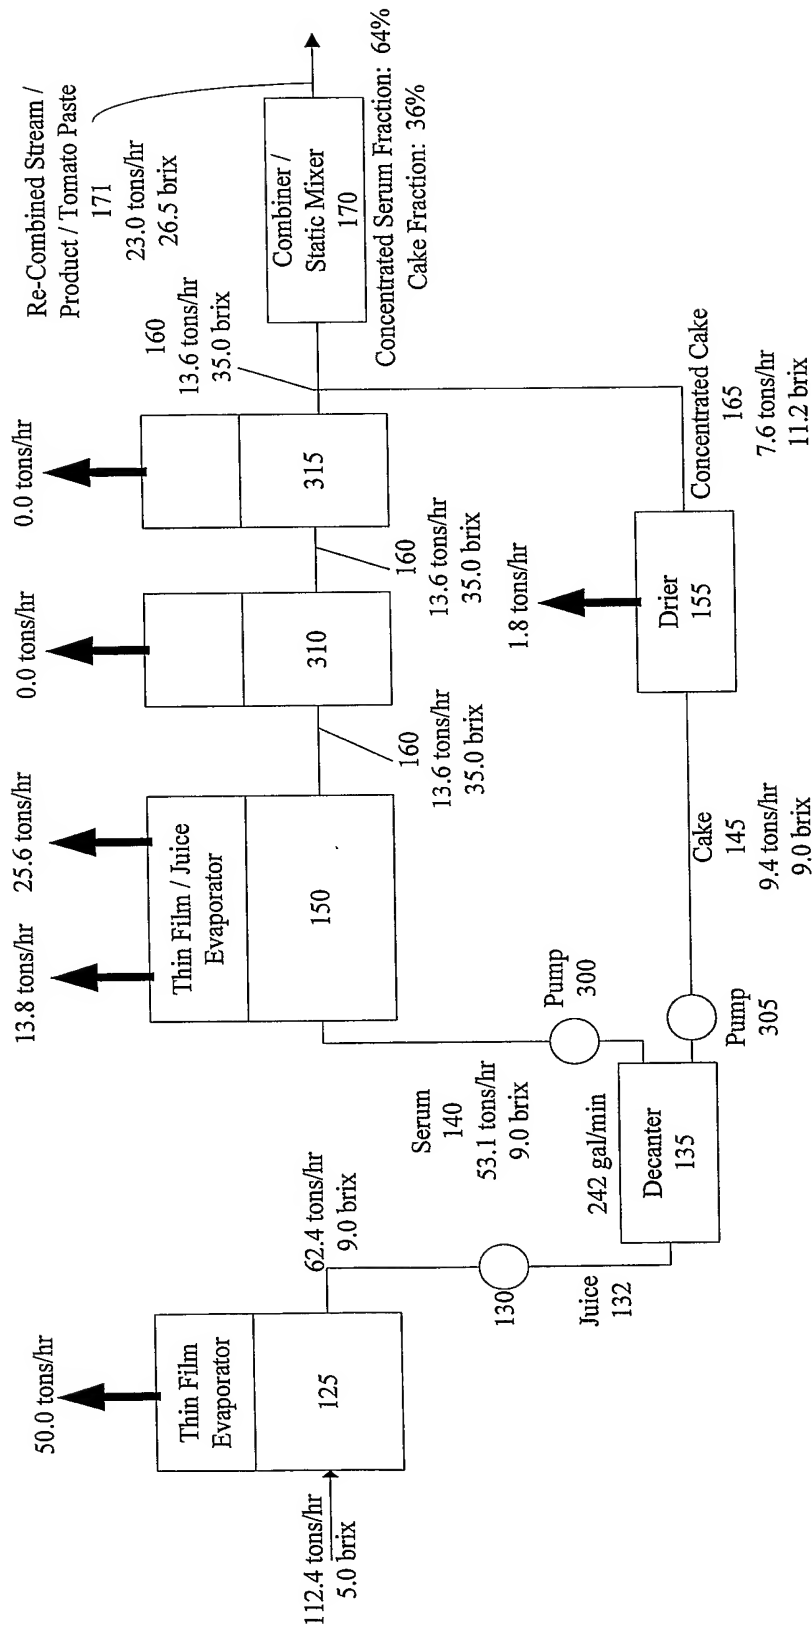 112.4 tons/hr
5.0 brix
50.0 tons/hr
Thin Film
Evaporator
125
62.4 tons/hr
9.0 brix
130
Juice
132
242 gal/min
Decanter
135
Serum
140
53.1 tons/hr
9.0 brix
Pump
300
Pump
305
13.8 tons/hr
25.6 tons/hr
Thin Film / Juice
Evaporator
150
160
13.6 tons/hr
35.0 brix
0.0 tons/hr
310
160
13.6 tons/hr
35.0 brix
0.0 tons/hr
315
160
13.6 tons/hr
35.0 brix
Cake
145
9.4 tons/hr
9.0 brix
1.8 tons/hr
Drier
155
Concentrated Cake
165
7.6 tons/hr
11.2 brix
Combiner /
Static Mixer
170
Concentrated Serum Fraction: 64%
Cake Fraction: 36%
Re-Combined Stream /
Product / Tomato Paste
171
23.0 tons/hr
26.5 brix